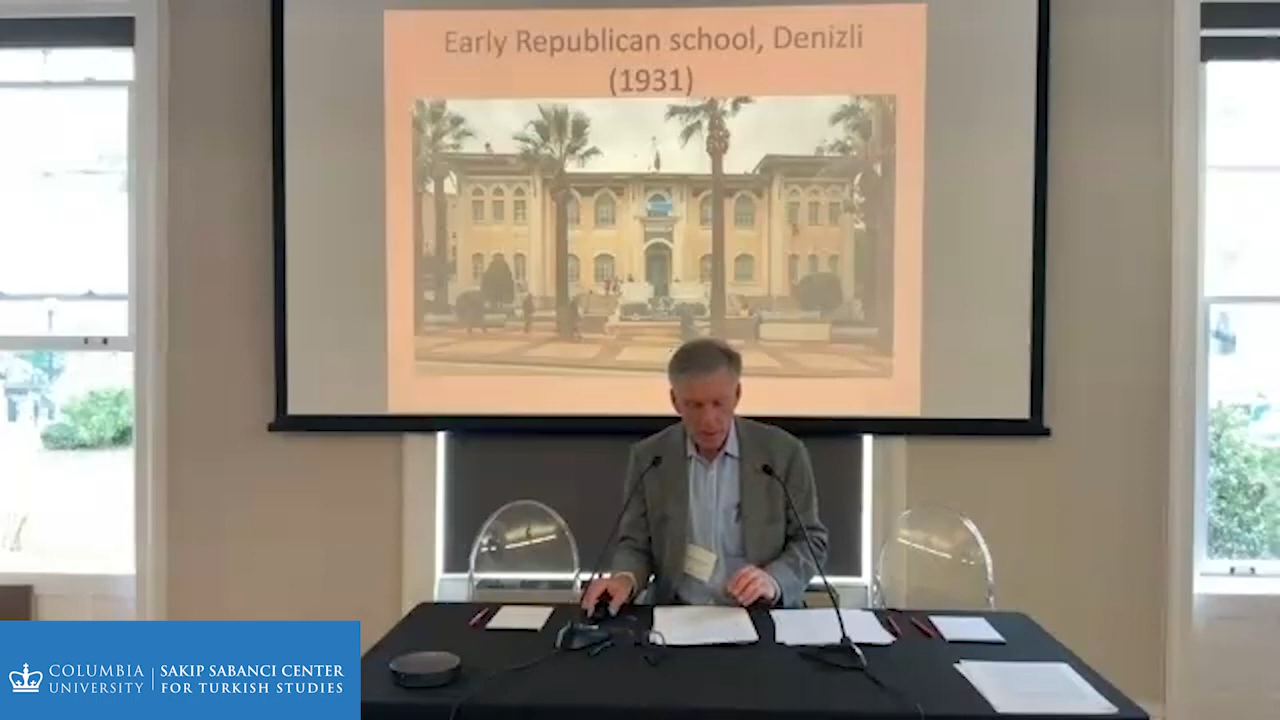 Early Republican school, Denizli
(1931)
COLUMBIA
UNIVERSITY
SAKIP SABANCI CENTER
FOR TURKISH STUDIES